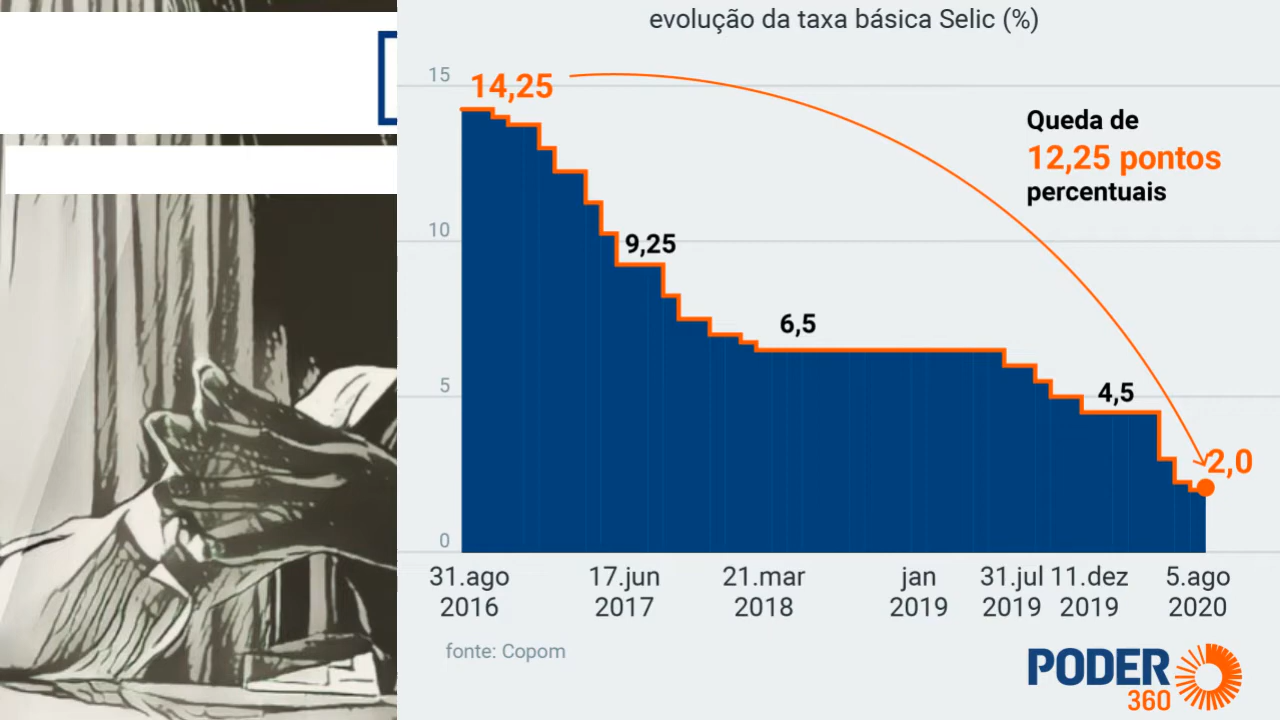 evolução da taxa básica Selic (%)
15
14,25
Queda de
12,25 pontos
percentuais
10
9,25
6,5
5
4,5
2,0
0
31.ago 17.jun 21.mar jan 31.jul 11.dez 5.ago
2016 2017 2018 2019 2019 2019 2020
fonte: Copom
PODER
360